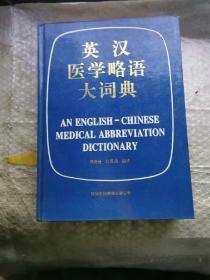 英汉
医学略语
大词典
AN ENGLISH-CHINESE
MEDICAL ABBREVIATION
DICTIONARY